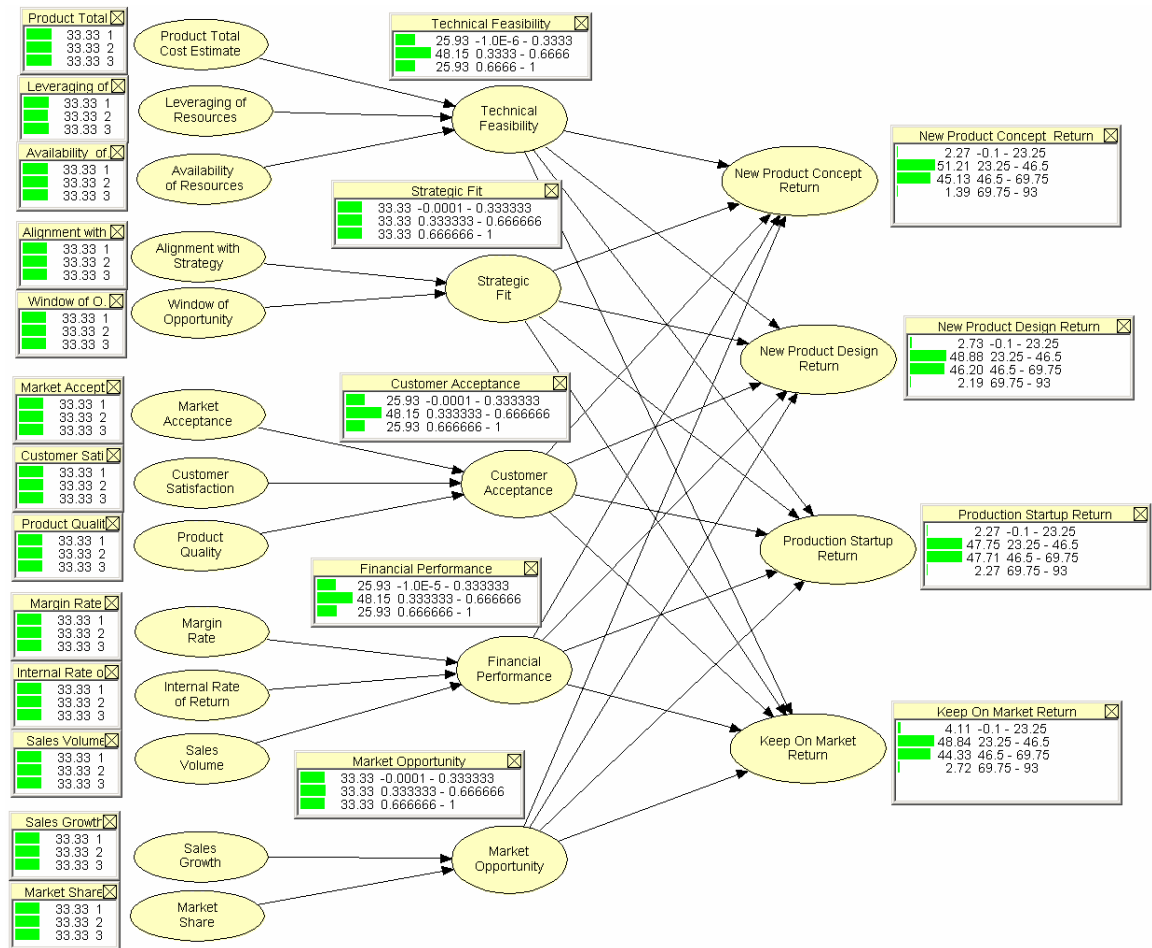 Product Total
33.33 1
33.33 2
33.33 3
Product Total
Cost Estimate
Technical Feasibility
25.93 -1.0E-6 - 0.3333
48.15 0.3333 - 0.6666
25.93 0.6666 - 1
Leveraging of
33.33 1
33.33 2
33.33 3
Leveraging of
Resources
Technical
Feasibility
Availability of.
33.33 1
33.33 2
33.33 3
Availability
of Resources
New Product Concept Return
2.27 -0.1 - 23.25
51.21 23.25 - 46.5
45.13 46.5 - 69.75
1.39 69.75 - 93
New Product Concept
Return
Strategic Fit
33.33 -0.0001 - 0.333333
33.33 0.333333 - 0.666666
33.33 0.666666 - 1
Alignment with
33.33 1
33.33 2
33.33 3
Alignment with
Strategy
Strategic
Fit
Window of O.
33.33 1
33.33 2
33.33 3
Window of
Opportunity
New Product Design Return
2.73 -0.1 - 23.25
48.88 23.25 - 46.5
46.20 46.5 - 69.75
2.19 69.75 - 93
New Product Design
Return
Customer Acceptance
25.93 -0.0001 - 0.333333
48.15 0.333333 - 0.666666
25.93 0.666666 - 1
Market Accept
33.33 1
33.33 2
33.33 3
Market
Acceptance
Customer Sati
33.33 1
33.33 2
33.33 3
Customer
Satisfaction
Customer
Acceptance
Product Qualit
33.33 1
33.33 2
33.33 3
Product
Quality
Production Startup Return
2.27 -0.1 - 23.25
47.75 23.25 - 46.5
47.71 46.5 - 69.75
2.27 69.75 - 93
Production Startup
Return
Financial Performance
25.93 -1.0E-5 - 0.333333
48.15 0.333333 - 0.666666
25.93 0.666666 - 1
Margin Rate
33.33 1
33.33 2
33.33 3
Margin
Rate
Financial
Performance
Internal Rate o
33.33 1
33.33 2
33.33 3
Internal Rate
of Return
Sales Volume
33.33 1
33.33 2
33.33 3
Sales
Volume
Keep On Market Return
4.11 -0.1 - 23.25
48.84 23.25 - 46.5
44.33 46.5 - 69.75
2.72 69.75 - 93
Keep On Market
Return
Market Opportunity
33.33 -0.0001 - 0.333333
33.33 0.333333 - 0.666666
33.33 0.666666 - 1
Sales Growth
33.33 1
33.33 2
33.33 3
Sales
Growth
Market
Opportunity
Market Share
33.33 1
33.33 2
33.33 3
Market
Share